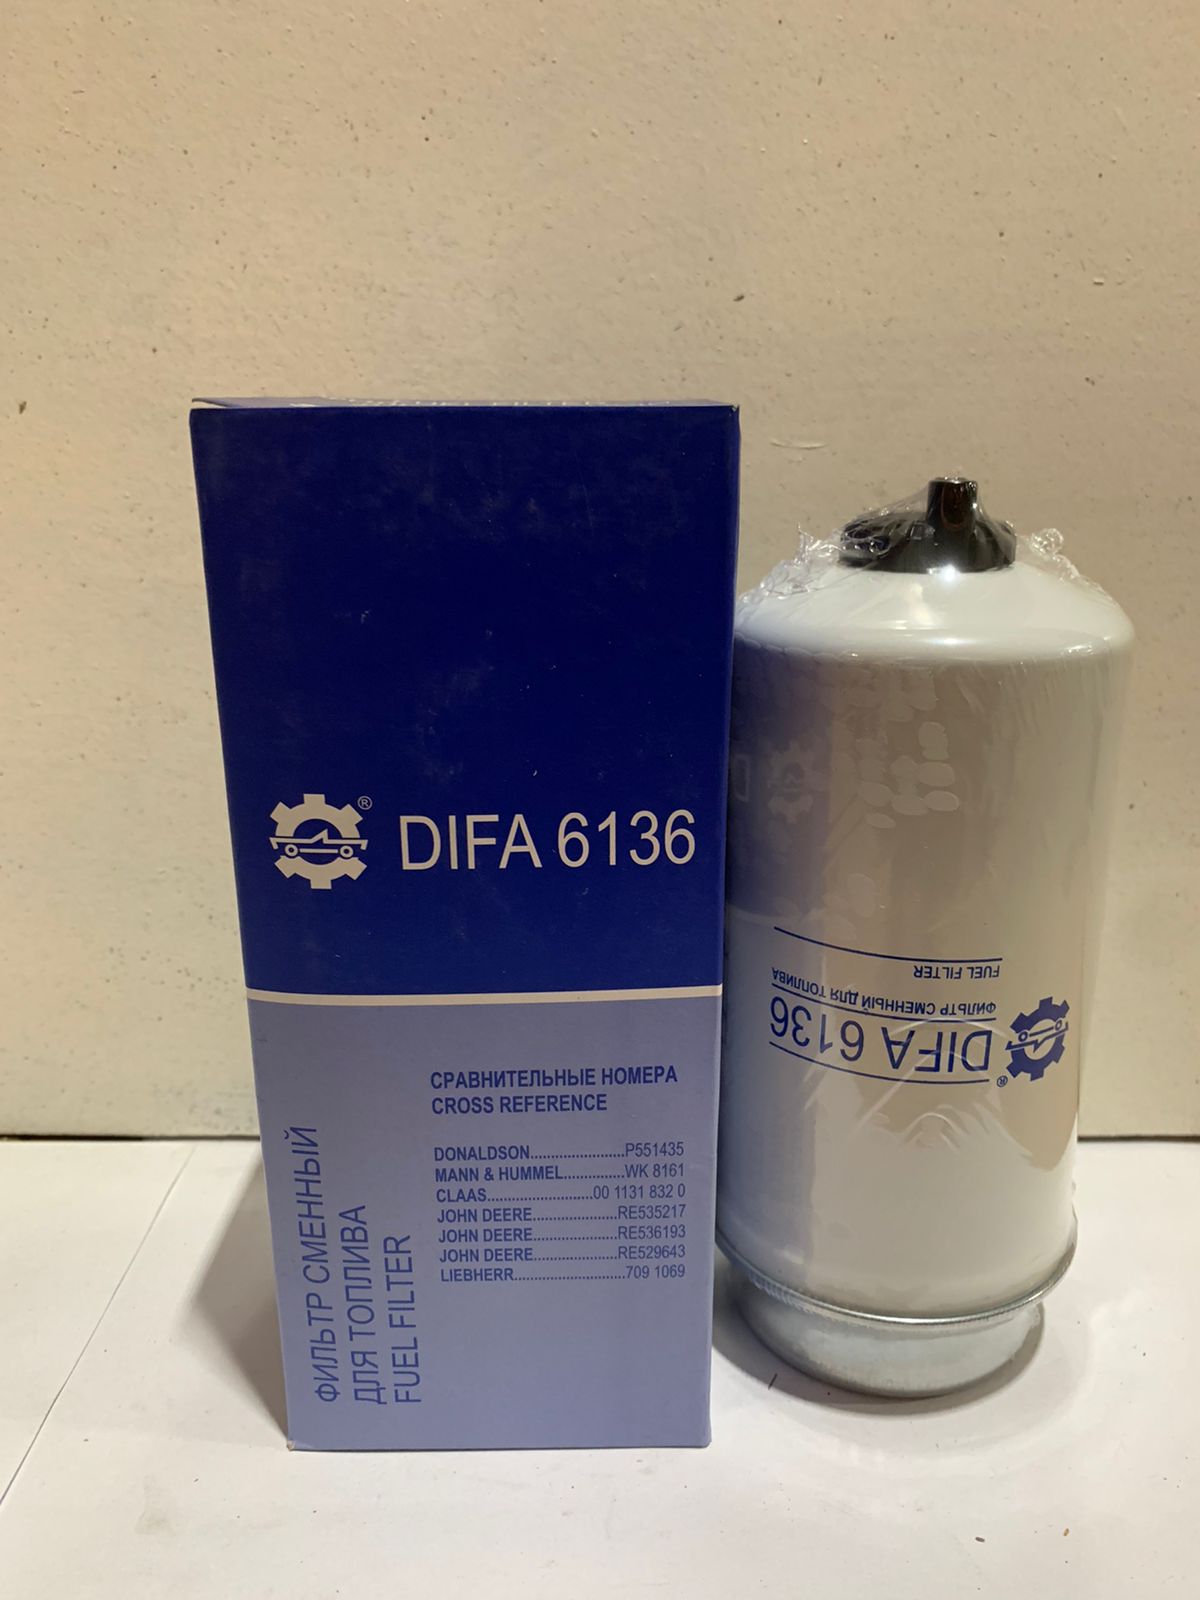 ® DIFA 6136
СРАВНИТЕЛЬНЫЕ НОМЕРА
CROSS REFERENCE
DONALDSON.......................P551435
MANN & HUMMEL...............WK 8161
CLAAS..........................00 1131 832 0
JOHN DEERE.....................RE535217
JOHN DEERE.....................RE536193
JOHN DEERE.....................RE529643
LIEBHERR...........................709 1069
ФИЛЬТР СМЕННЫЙ
ДЛЯ ТОПЛИВА
FUEL FILTER
® DIFA 6136
ФИЛЬТР СМЕННЫЙ ДЛЯ ТОПЛИВА
FUEL FILTER